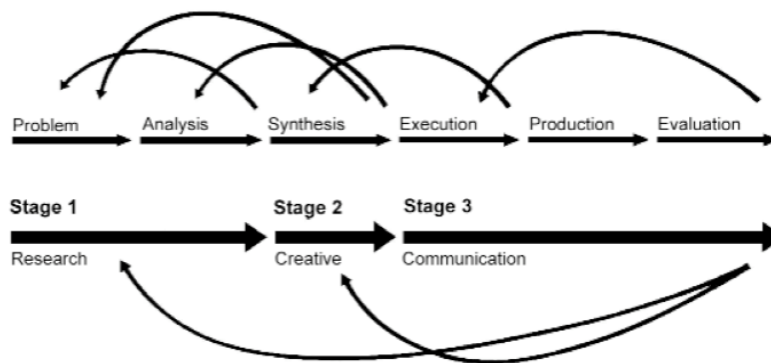 Problem Analysis Synthesis Execution Production Evaluation
Stage 1 Stage 2 Stage 3
Research Creative Communication